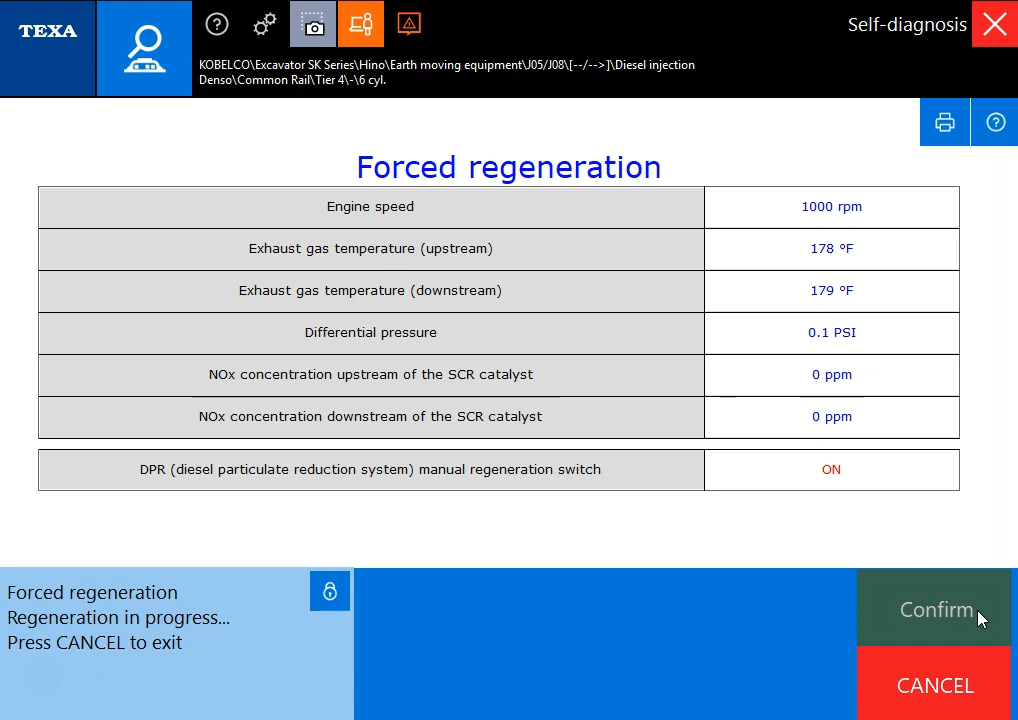 TEXA
Self-diagnosis
KOBELCO\Excavator SK Series\Hino\Earth moving equipment\J05/J08\[--/-->]\Diesel injection
Denso\Common Rail\Tier 4\-\6 cyl.
Forced regeneration
Engine speed 1000 rpm
Exhaust gas temperature (upstream) 178 °F
Exhaust gas temperature (downstream) 179 °F
Differential pressure 0.1 PSI
NOx concentration upstream of the SCR catalyst 0 ppm
NOx concentration downstream of the SCR catalyst 0 ppm
DPR (diesel particulate reduction system) manual regeneration switch ON
Forced regeneration
Regeneration in progress...
Press CANCEL to exit
Confirm
CANCEL